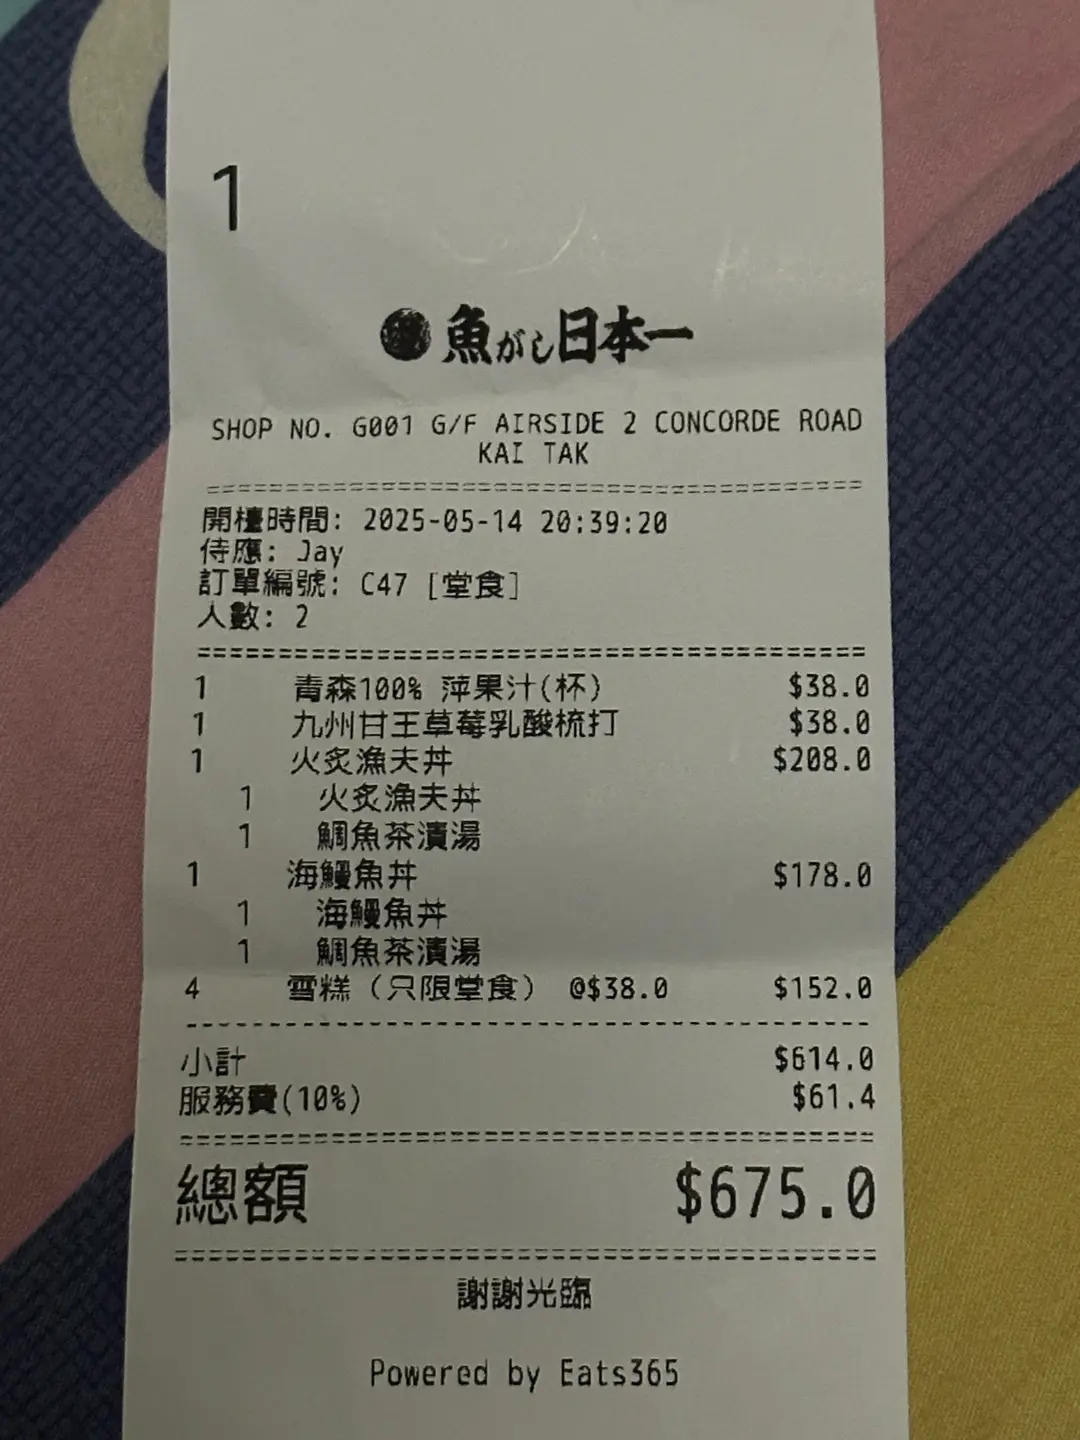 1
魚がし日本一
SHOP NO. G001 G/F AIRSIDE 2 CONCORDE ROAD
KAI TAK
開檯時間: 2025-05-14 20:39:20
侍應: Jay
訂單編號: C47 [堂食]
人數: 2
1 青森100% 萍果汁(杯) $38.0
1 九州甘王草莓乳酸梳打 $38.0
1 火炙漁夫丼 $208.0
1 火炙漁夫丼
1 鯛魚茶漬湯
1 海鰻魚丼 $178.0
1 海鰻魚丼
1 鯛魚茶漬湯
4 雪糕（只限堂食） @$38.0 $152.0
小計 $614.0
服務費(10%) $61.4
總額 $675.0
謝謝光臨
Powered by Eats365